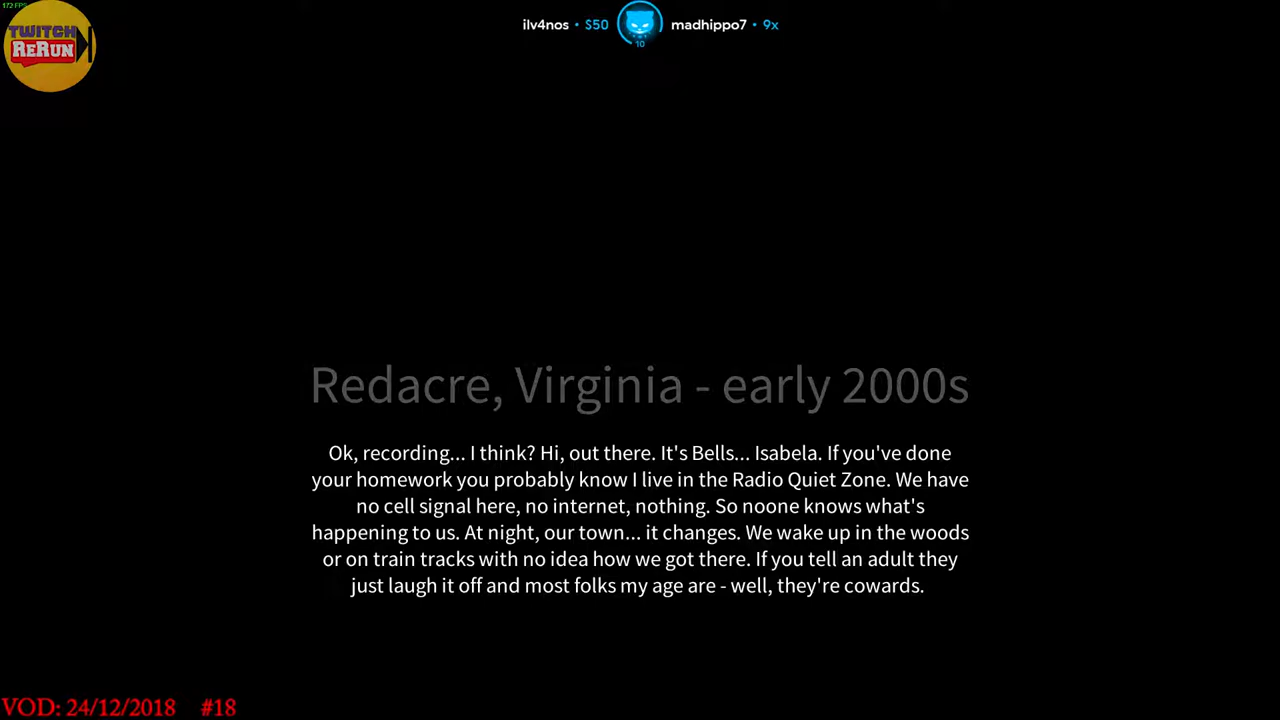 172 FPS
TWITCH
RERUN
ilv4nos • S50
10
madhippo7 • 9x
Redacre, Virginia - early 2000s
Ok, recording... I think? Hi, out there. It's Bells... Isabela. If you've done
your homework you probably know I live in the Radio Quiet Zone. We have
no cell signal here, no internet, nothing. So noone knows what's
happening to us. At night, our town... it changes. We wake up in the woods
or on train tracks with no idea how we got there. If you tell an adult they
just laugh it off and most folks my age are - well, they're cowards.
VOD: 24/12/2018 #18